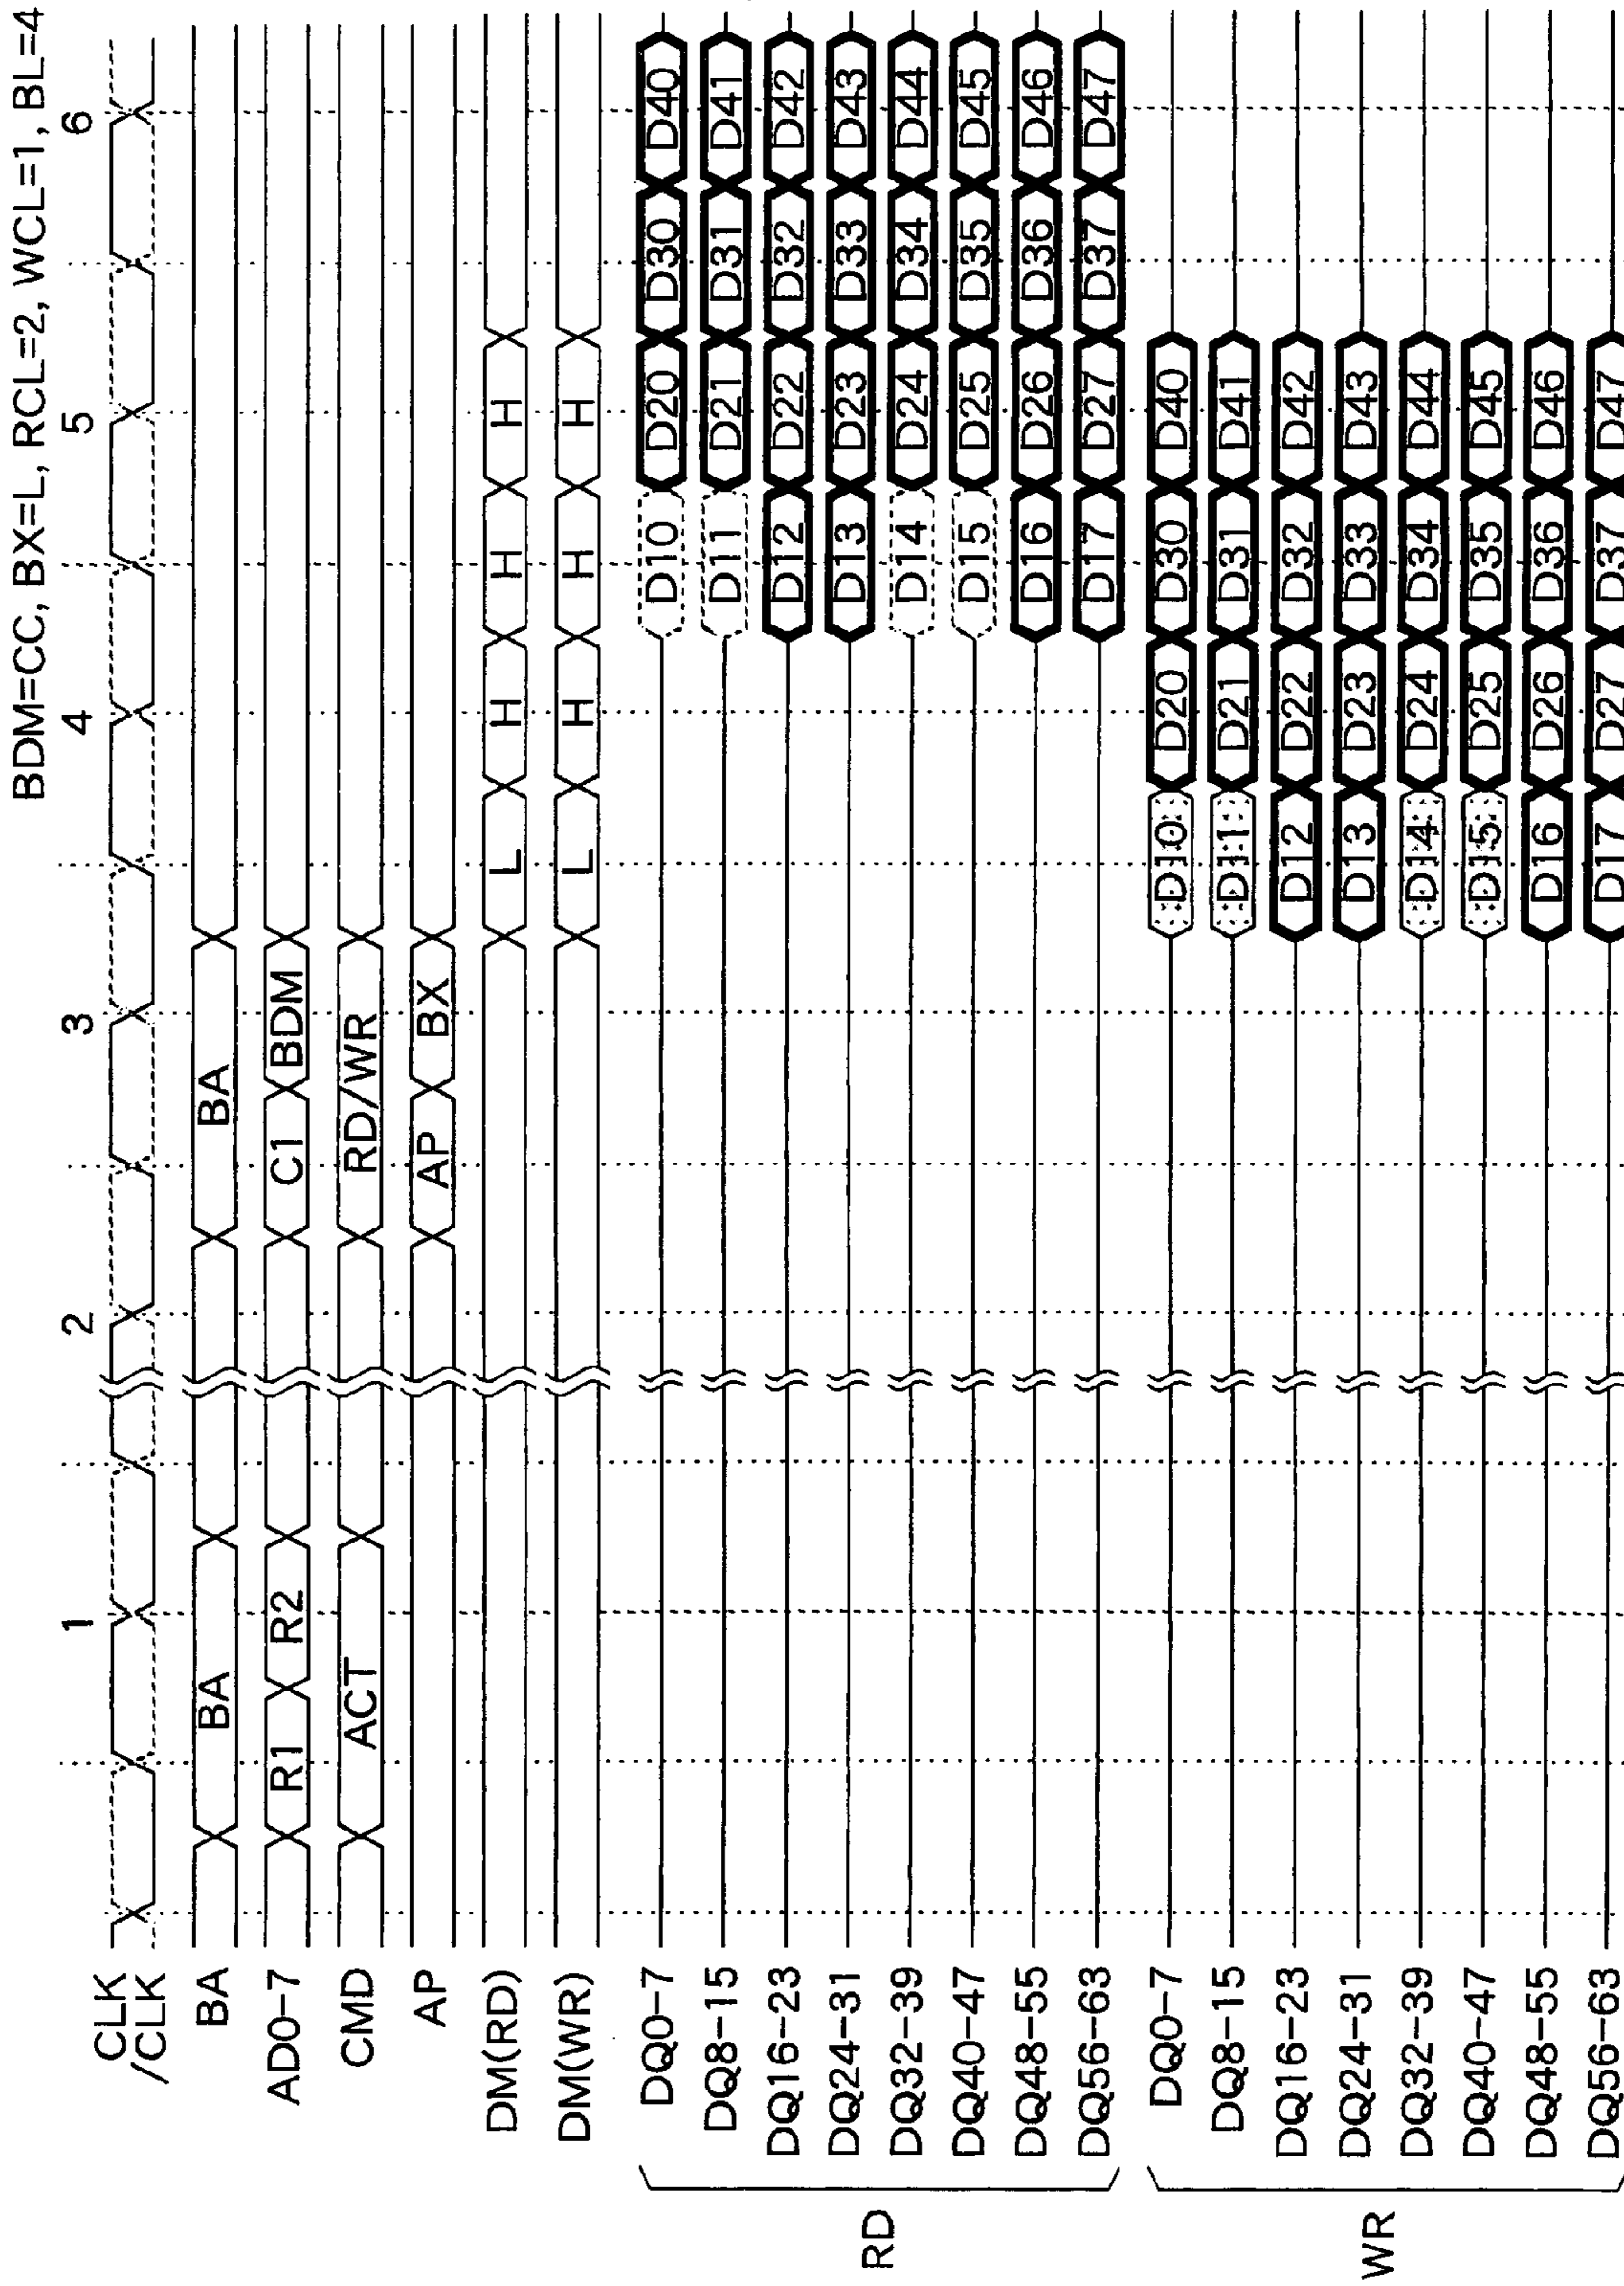 BDM=CC, BX=L, RCL=2, WCL=1, BL=4
1 2 3 4 5 6
CLK
/CLK
BA BA BA
AD0-7 R1 R2 C1 BDM
CMD ACT RD/WR
AP AP BX
DM(RD) L H H H
DM(WR) L H H H
RD
DQ0-7 D10 D20 D30 D40
DQ8-15 D11 D21 D31 D41
DQ16-23 D12 D22 D32 D42
DQ24-31 D13 D23 D33 D43
DQ32-39 D14 D24 D34 D44
DQ40-47 D15 D25 D35 D45
DQ48-55 D16 D26 D36 D46
DQ56-63 D17 D27 D37 D47
WR
DQ0-7 D10 D20 D30 D40
DQ8-15 D11 D21 D31 D41
DQ16-23 D12 D22 D32 D42
DQ24-31 D13 D23 D33 D43
DQ32-39 D14 D24 D34 D44
DQ40-47 D15 D25 D35 D45
DQ48-55 D16 D26 D36 D46
DQ56-63 D17 D27 D37 D47